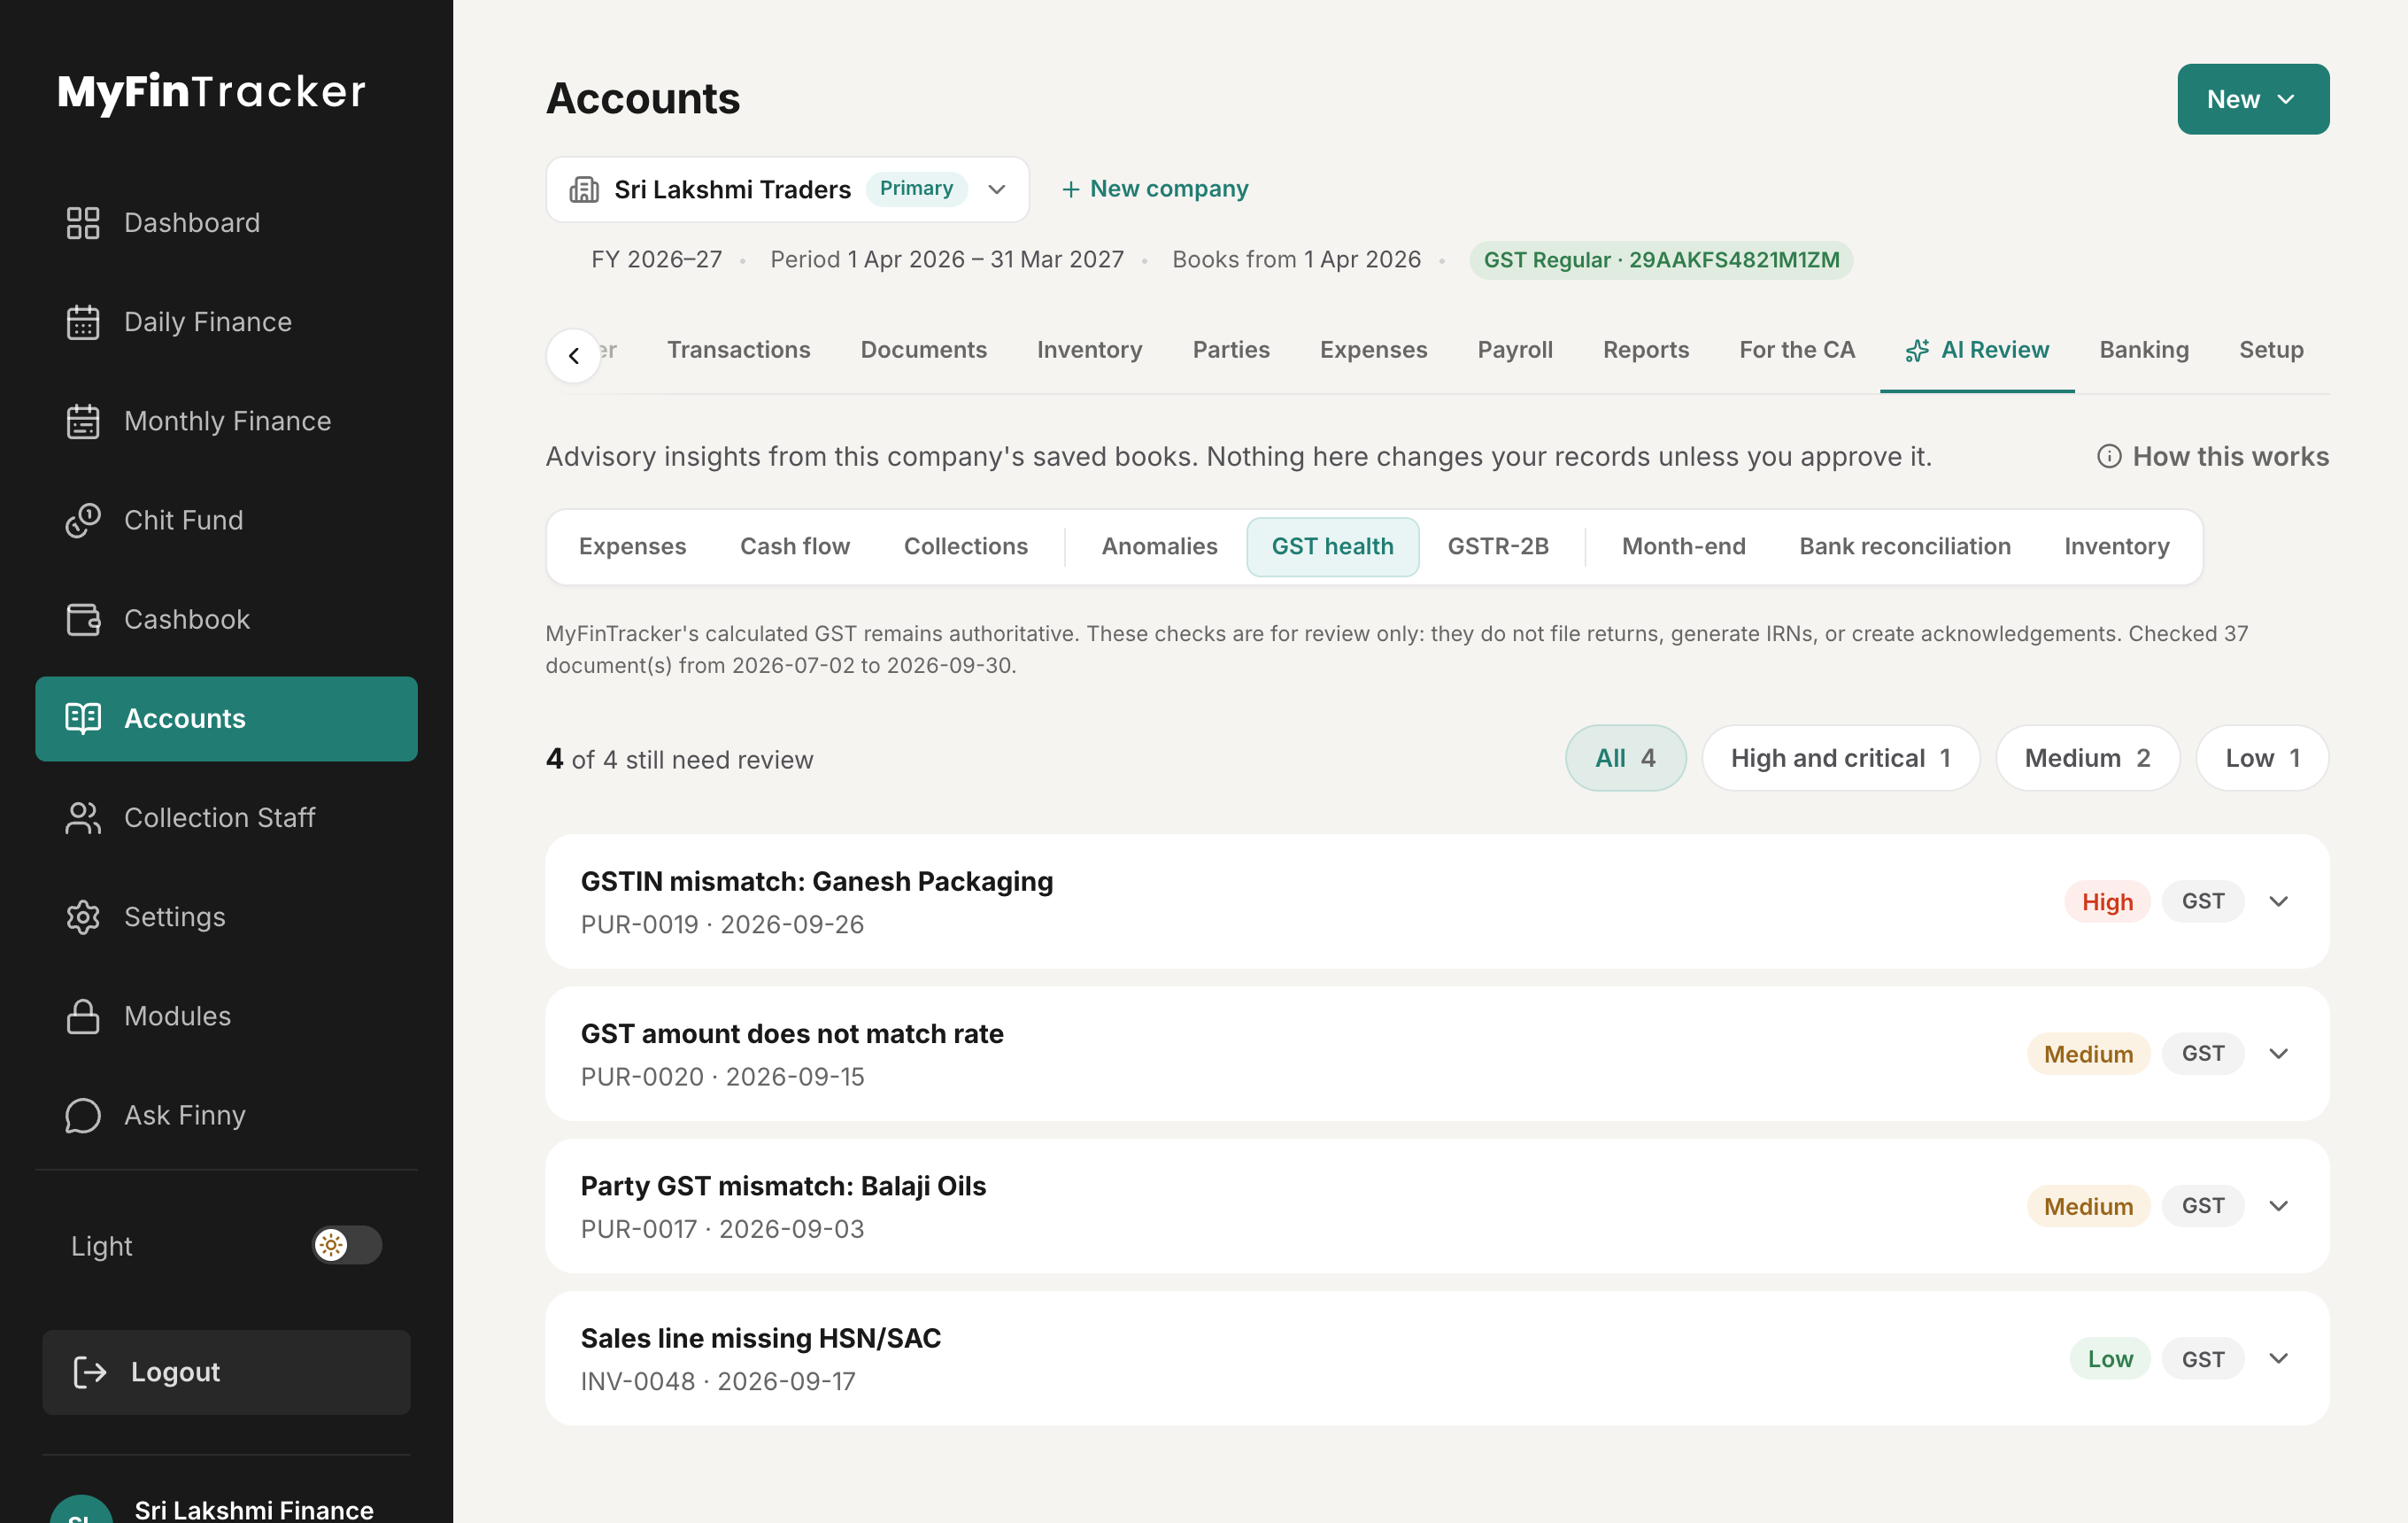 MyFinTracker
Dashboard
Daily Finance
Monthly Finance
Chit Fund
Cashbook
Accounts
Collection Staff
Settings
Modules
Ask Finny
Light
Logout
Sri Lakshmi Finance
Accounts
New
Sri Lakshmi Traders Primary
+ New company
FY 2026–27 • Period 1 Apr 2026 – 31 Mar 2027 • Books from 1 Apr 2026 • GST Regular · 29AAKFS4821M1ZM
Transactions Documents Inventory Parties Expenses Payroll Reports For the CA AI Review Banking Setup
Advisory insights from this company's saved books. Nothing here changes your records unless you approve it.
How this works
Expenses Cash flow Collections Anomalies GST health GSTR-2B Month-end Bank reconciliation Inventory
MyFinTracker's calculated GST remains authoritative. These checks are for review only: they do not file returns, generate IRNs, or create acknowledgements. Checked 37
document(s) from 2026-07-02 to 2026-09-30.
4 of 4 still need review
All 4 High and critical 1 Medium 2 Low 1
GSTIN mismatch: Ganesh Packaging
PUR-0019 · 2026-09-26
High GST
GST amount does not match rate
PUR-0020 · 2026-09-15
Medium GST
Party GST mismatch: Balaji Oils
PUR-0017 · 2026-09-03
Medium GST
Sales line missing HSN/SAC
INV-0048 · 2026-09-17
Low GST